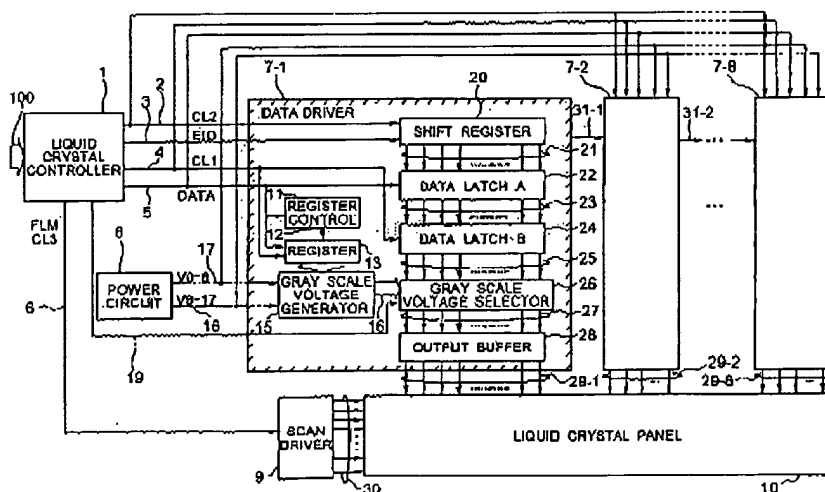 1
2
3
100
LIQUID
CRYSTAL
CONTROLLER
4
5
CL2
EIO
CL1
DATA
FLM
CL3
6
7-1
DATA DRIVER
20
SHIFT REGISTER
21
DATA LATCH A
22
23
DATA LATCH B
24
25
11
REGISTER
CONTROL
12
REGISTER
13
8
POWER
CIRCUIT
V0-8
17
V9-17
18
19
GRAY SCALE
VOLTAGE
GENERATOR
15
16
GRAY SCALE
VOLTAGE SELECTOR
26
27
OUTPUT BUFFER
28
29-1
7-2
31-1
31-2
7-8
29-2
29-8
SCAN
DRIVER
9
30
LIQUID CRYSTAL PANEL
10